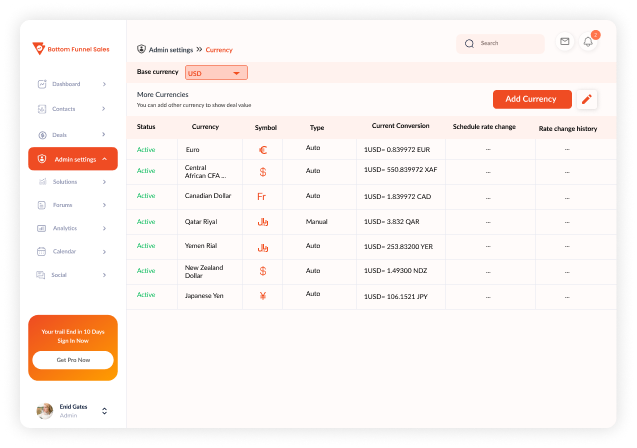 Bottom Funnel Sales
Admin settings >> Currency
Search
2
Base currency
USD
Dashboard
Contacts
Deals
Admin settings
Solutions
Forums
Analytics
Calendar
Social
More Currencies
You can add other currency to show deal value
Add Currency
Status Currency Symbol Type Current Conversion Schedule rate change Rate change history
Active Euro € Auto 1USD= 0.839972 EUR ... ...
Active Central African CFA... $ Auto 1USD= 550.839972 XAF ... ...
Active Canadian Dollar Fr Auto 1USD= 1.839972 CAD ... ...
Active Qatar Riyal ريال Manual 1USD= 3.832 QAR ... ...
Active Yemen Rial ريال Auto 1USD= 253.83200 YER ... ...
Active New Zealand Dollar $ Auto 1USD= 1.49300 NDZ ... ...
Active Japanese Yen ¥ Auto 1USD= 106.1521 JPY ... ...
Your trail End in 10 Days
Sign In Now
Get Pro Now
Enid Gates
Admin